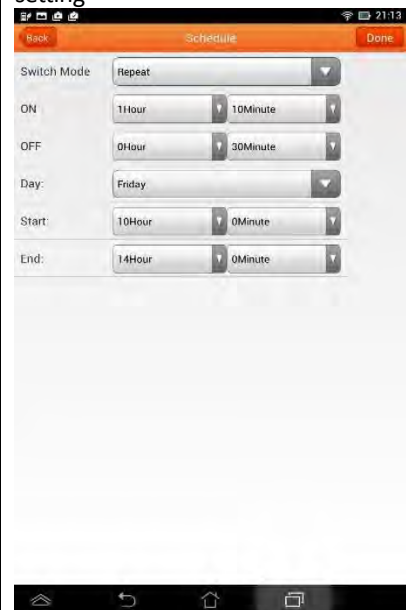 setting
21:13
Back Schedule Done
Switch Mode Repeat
ON 1Hour 10Minute
OFF 0Hour 30Minute
Day: Friday
Start: 10Hour 0Minute
End: 14Hour 0Minute